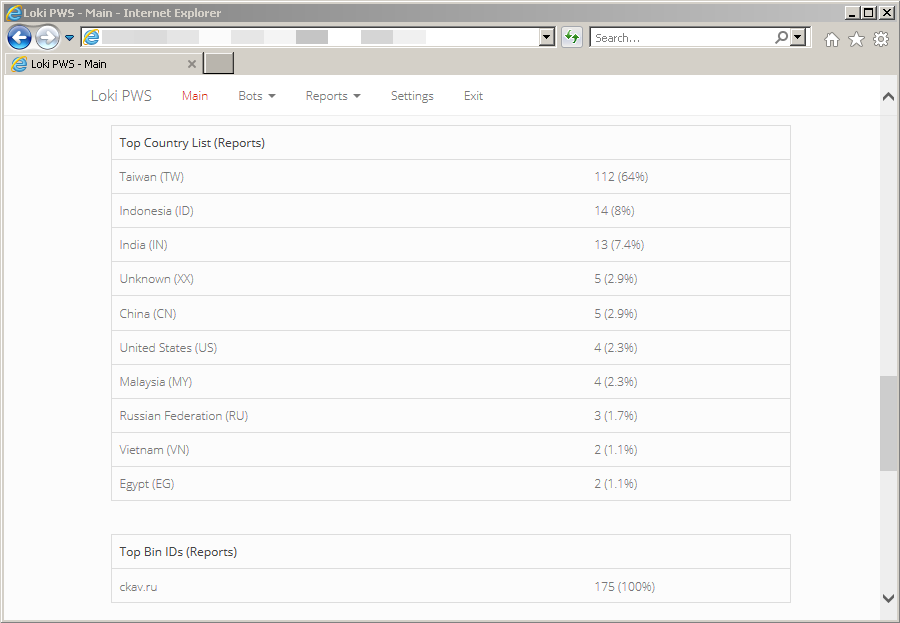 Loki PWS - Main - Internet Explorer
Search...
Loki PWS - Main
Loki PWS Main Bots Reports Settings Exit
Top Country List (Reports)
Taiwan (TW) 112 (64%)
Indonesia (ID) 14 (8%)
India (IN) 13 (7.4%)
Unknown (XX) 5 (2.9%)
China (CN) 5 (2.9%)
United States (US) 4 (2.3%)
Malaysia (MY) 4 (2.3%)
Russian Federation (RU) 3 (1.7%)
Vietnam (VN) 2 (1.1%)
Egypt (EG) 2 (1.1%)
Top Bin IDs (Reports)
ckav.ru 175 (100%)